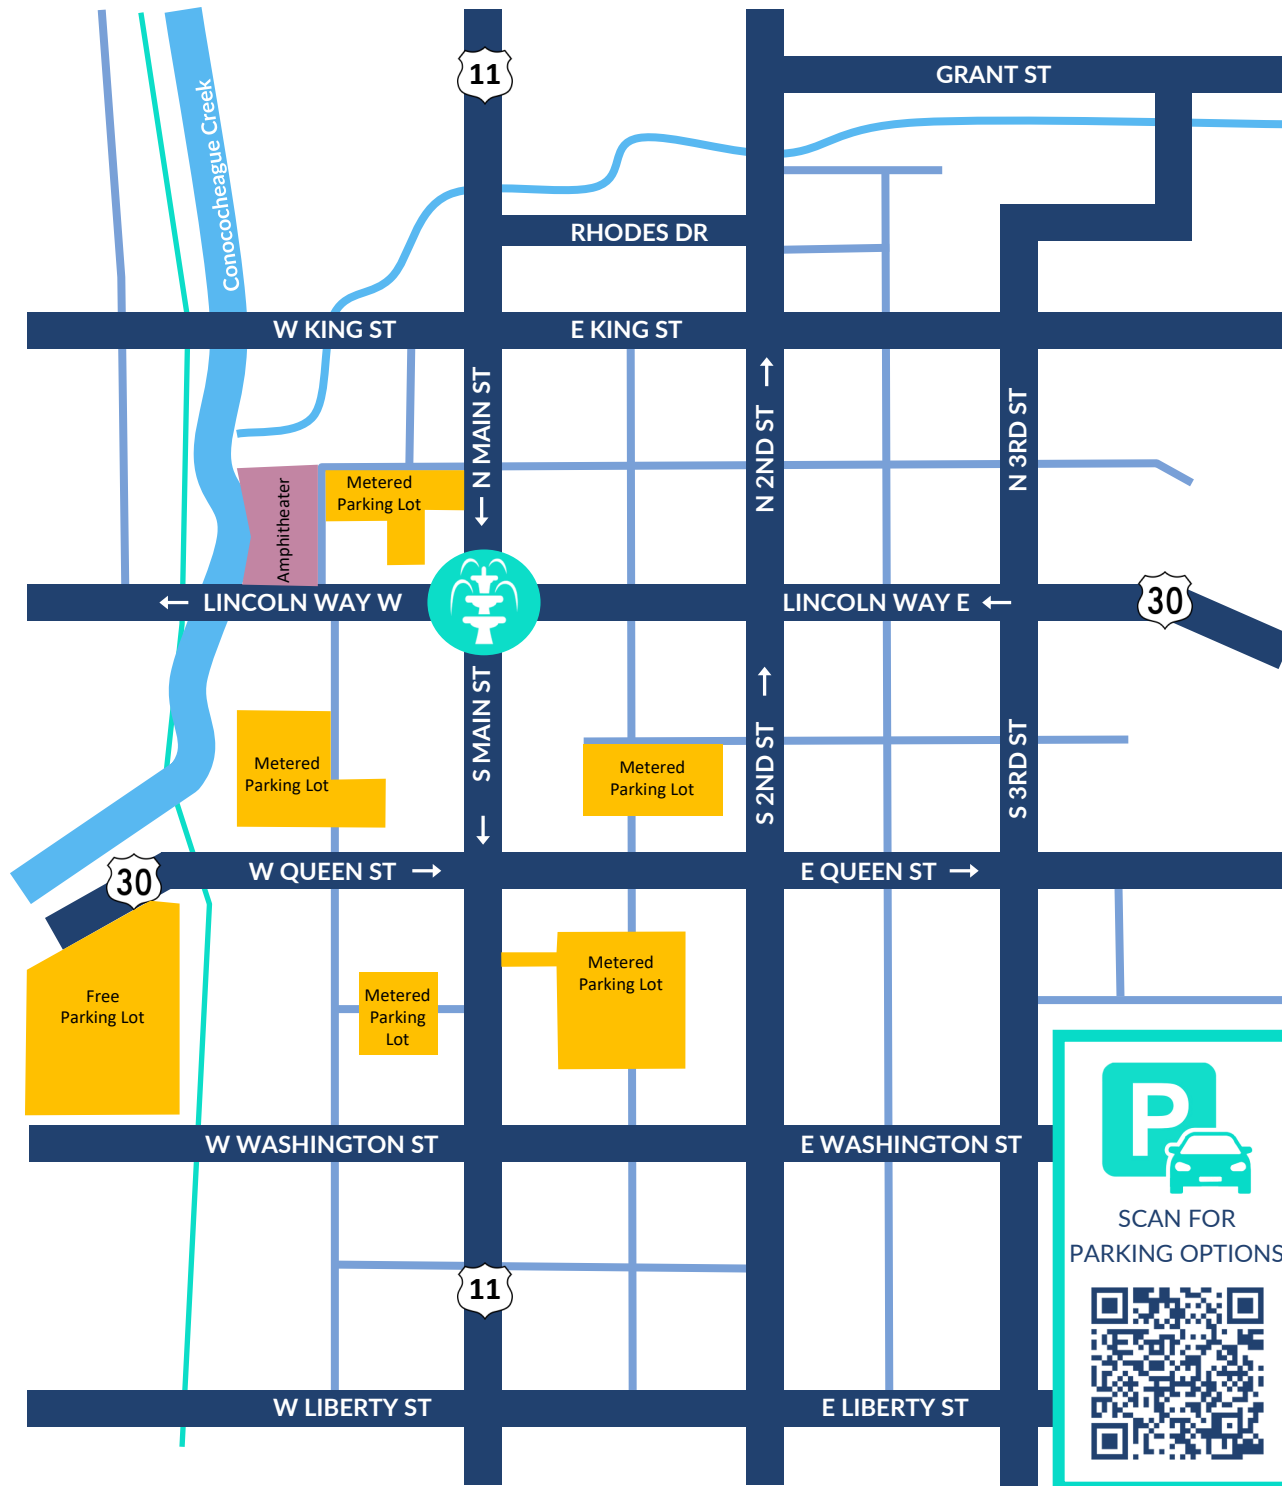 11
GRANT ST
Conococheague Creek
RHODES DR
W KING ST
E KING ST
N MAIN ST
N 2ND ST
N 3RD ST
Metered
Parking Lot
Amphitheater
LINCOLN WAY W
LINCOLN WAY E
30
S MAIN ST
S 2ND ST
S 3RD ST
Metered
Parking Lot
Metered
Parking Lot
30
W QUEEN ST
E QUEEN ST
Free
Parking Lot
Metered
Parking
Lot
Metered
Parking Lot
W WASHINGTON ST
E WASHINGTON ST
P
SCAN FOR
PARKING OPTIONS
11
W LIBERTY ST
E LIBERTY ST